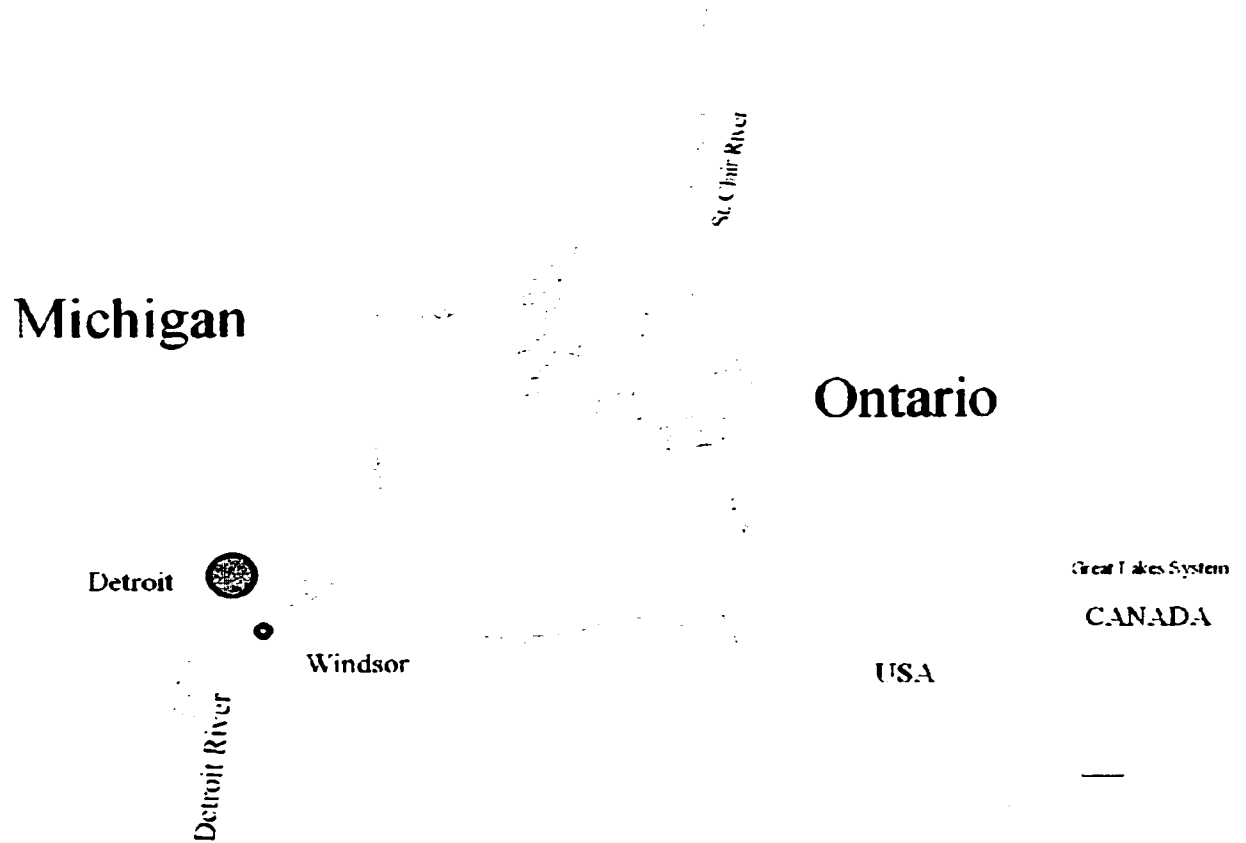 St. Clair River
Michigan
Ontario
Detroit
Great Lakes System
CANADA
Windsor
USA
Detroit River